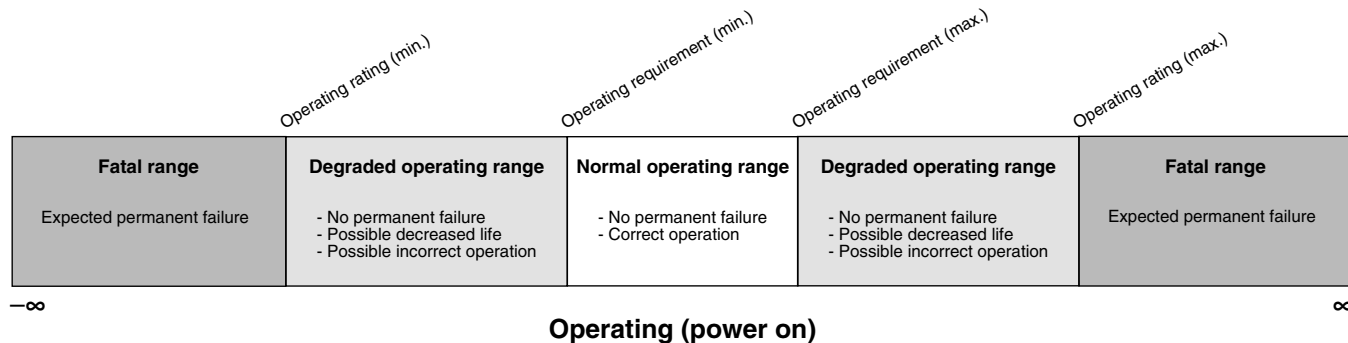 Operating rating (min.)
Operating requirement (min.)
Operating requirement (max.)
Operating rating (max.)
Fatal range
Expected permanent failure
Degraded operating range
- No permanent failure
- Possible decreased life
- Possible incorrect operation
Normal operating range
- No permanent failure
- Correct operation
Degraded operating range
- No permanent failure
- Possible decreased life
- Possible incorrect operation
Fatal range
Expected permanent failure
–∞
∞
Operating (power on)